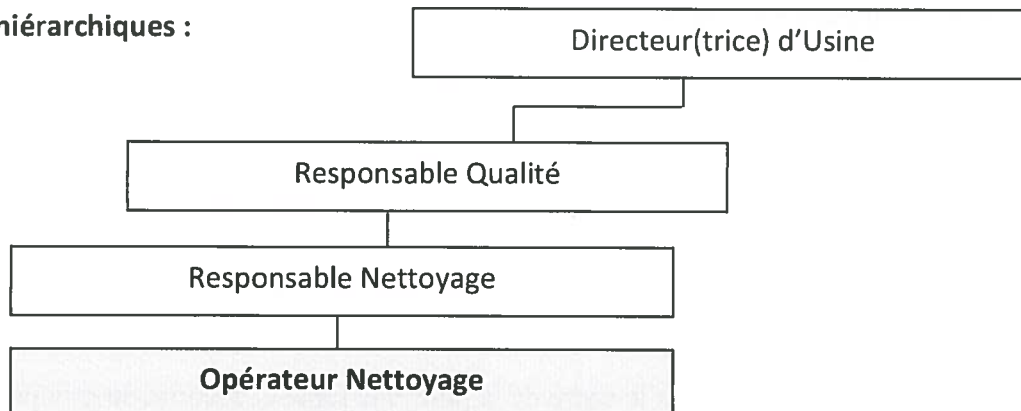 hiérarchiques :
Directeur(trice) d'Usine
Responsable Qualité
Responsable Nettoyage
Opérateur Nettoyage